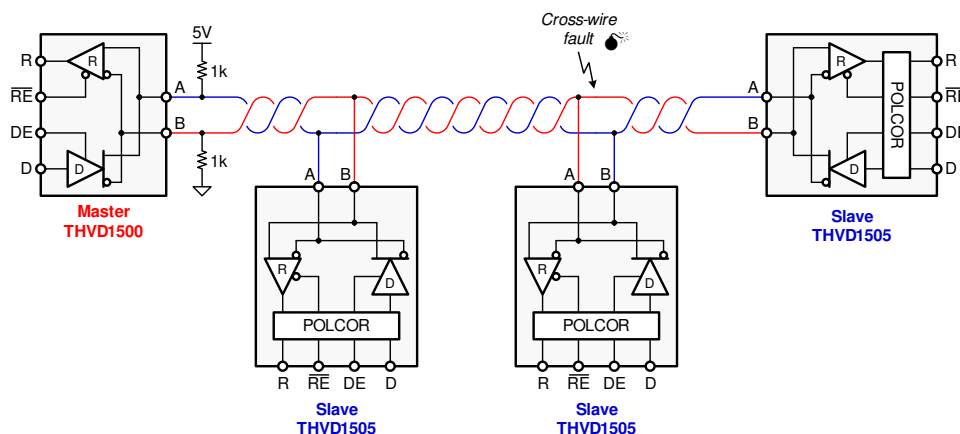 Cross-wire
fault
5V
R
RE
DE
D
R
D
A
B
1k
1k
Master
THVD1500
A
B
R
D
POLCOR
R
RE
DE
D
Slave
THVD1505
A
B
R
D
POLCOR
R
RE
DE
D
Slave
THVD1505
A
B
R
D
POLCOR
R
RE
DE
D
Slave
THVD1505